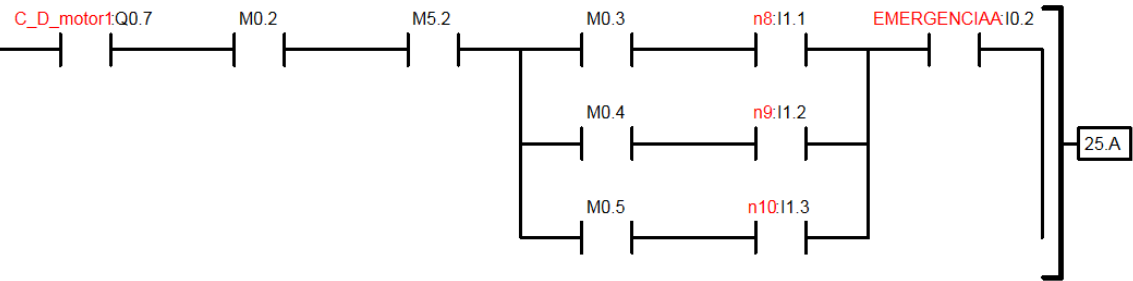 C_D_motor1:Q0.7 M0.2 M5.2 M0.3 n8:I1.1 EMERGENCIAA:I0.2
M0.4 n9:I1.2
25.A
M0.5 n10:I1.3